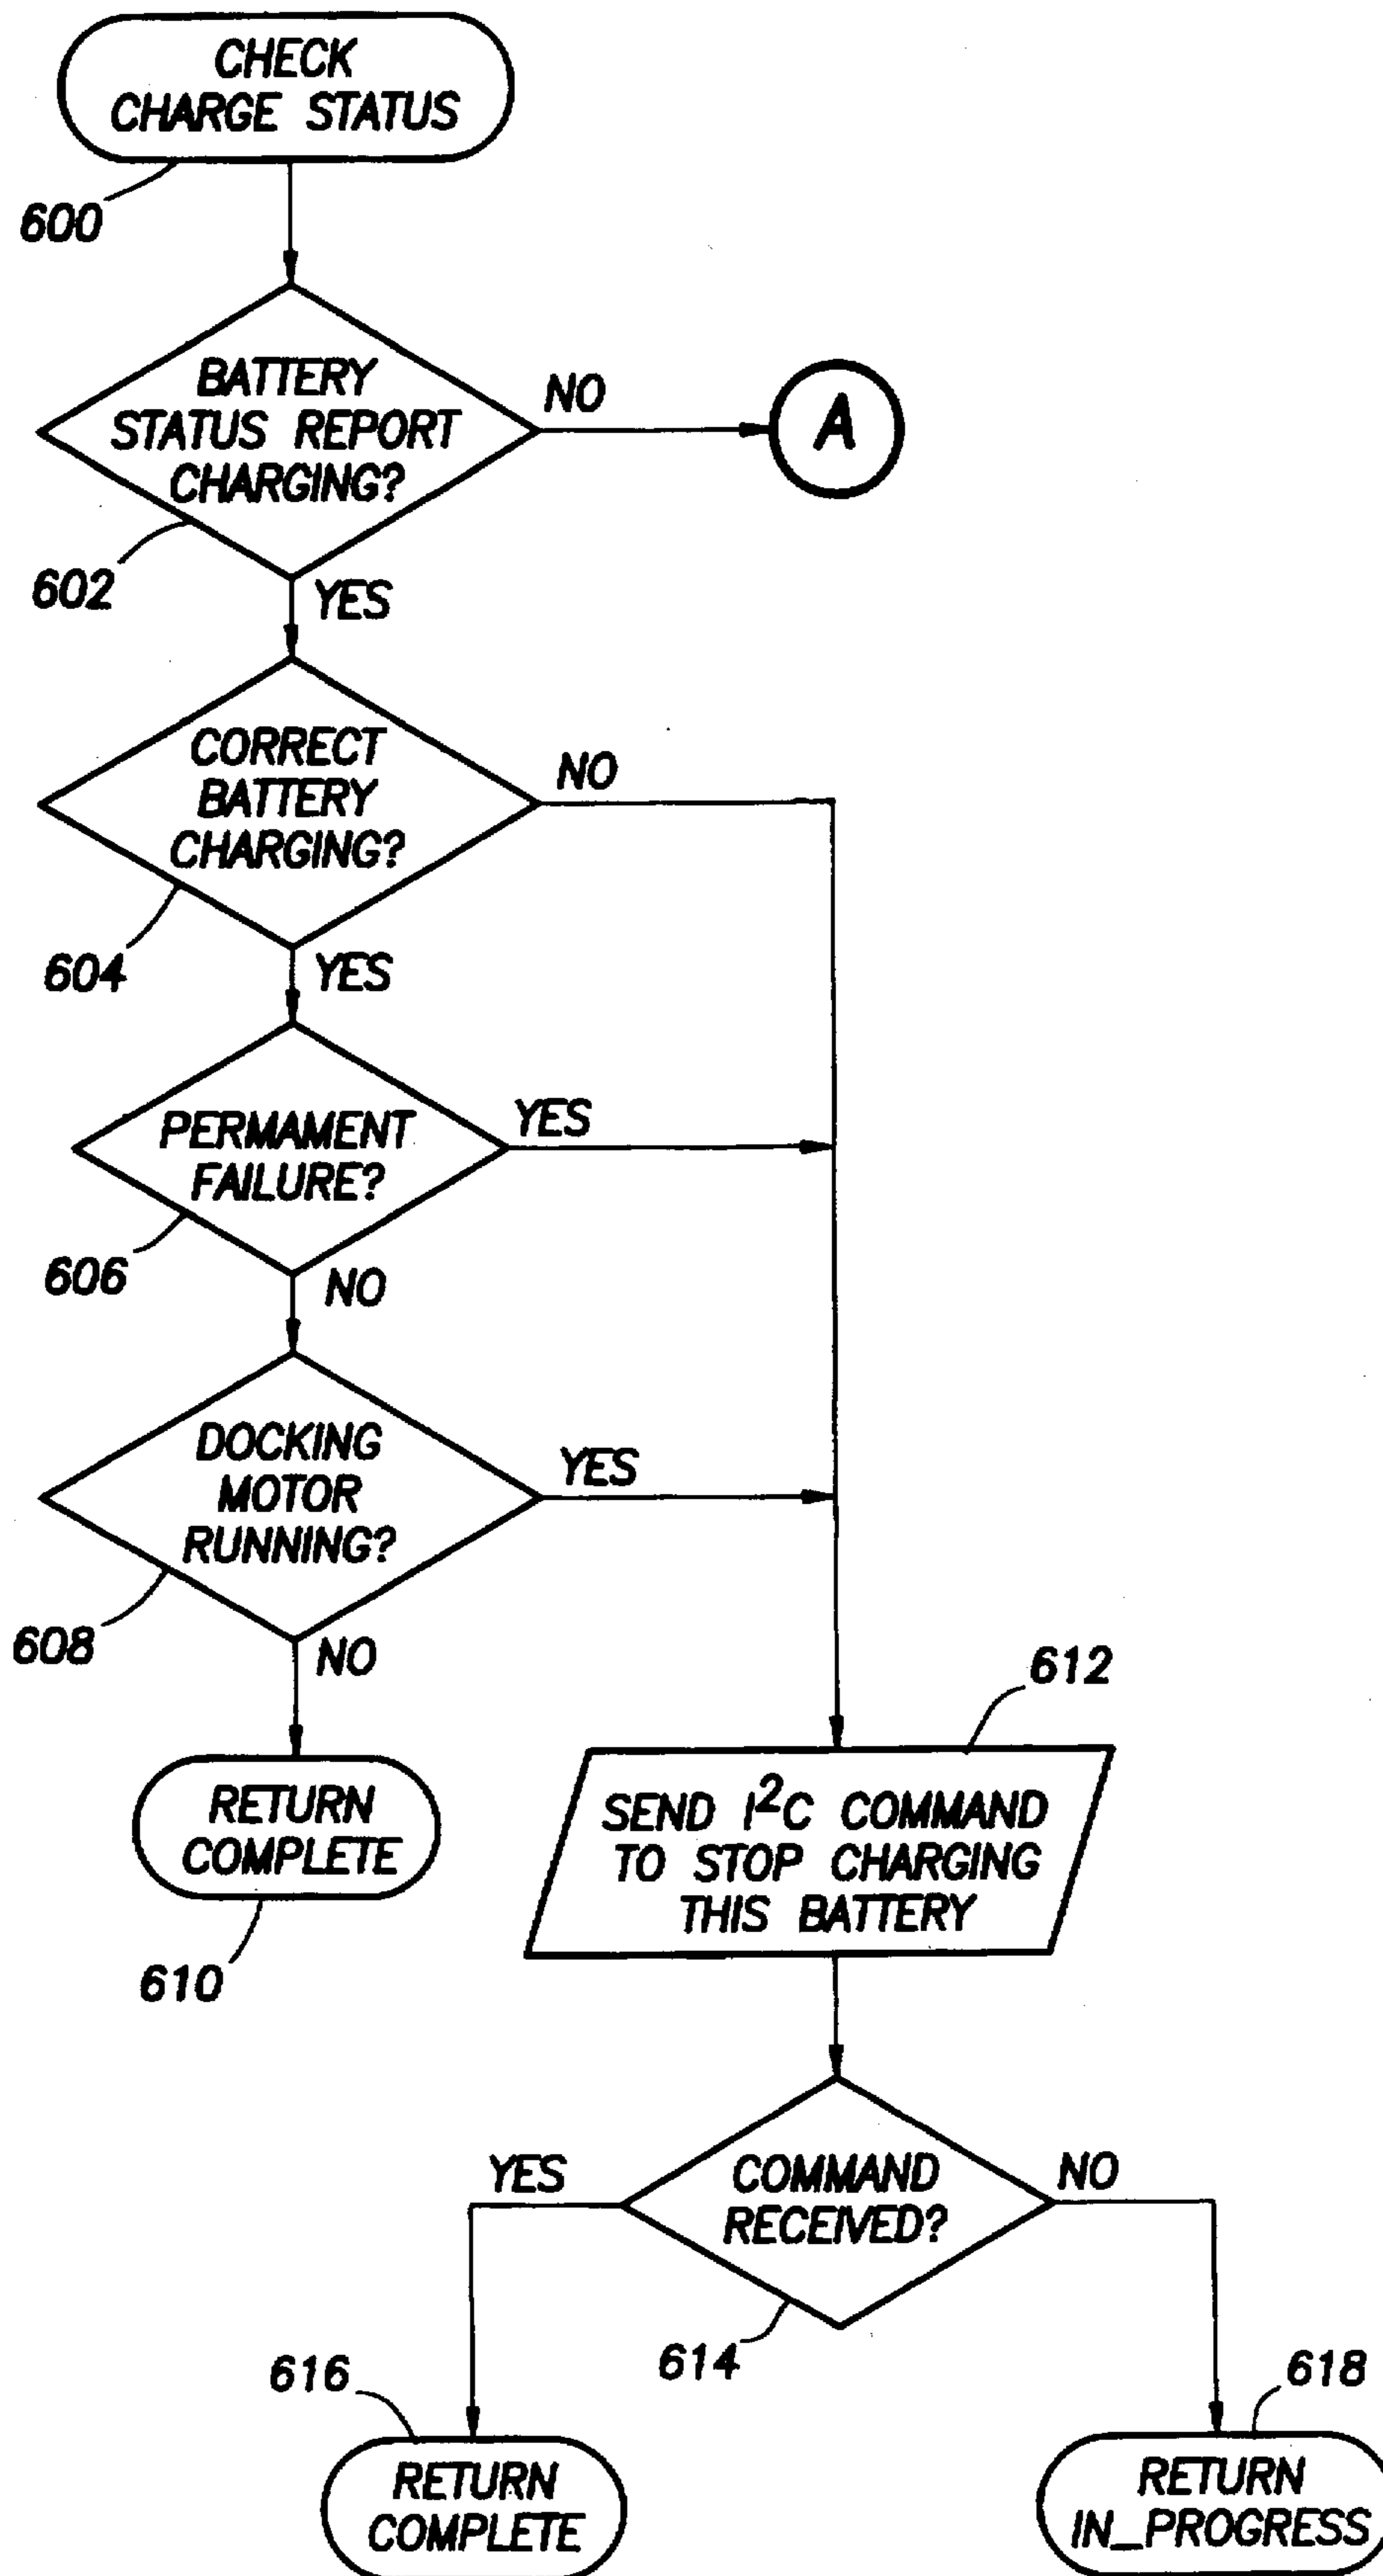 CHECK
CHARGE STATUS
600
BATTERY
STATUS REPORT
CHARGING?
NO
A
602
YES
CORRECT
BATTERY
CHARGING?
NO
604
YES
PERMAMENT
FAILURE?
YES
606
NO
DOCKING
MOTOR
RUNNING?
YES
608
NO
612
RETURN
COMPLETE
610
SEND I²C COMMAND
TO STOP CHARGING
THIS BATTERY
YES
COMMAND
RECEIVED?
NO
614
616
RETURN
COMPLETE
618
RETURN
IN_PROGRESS